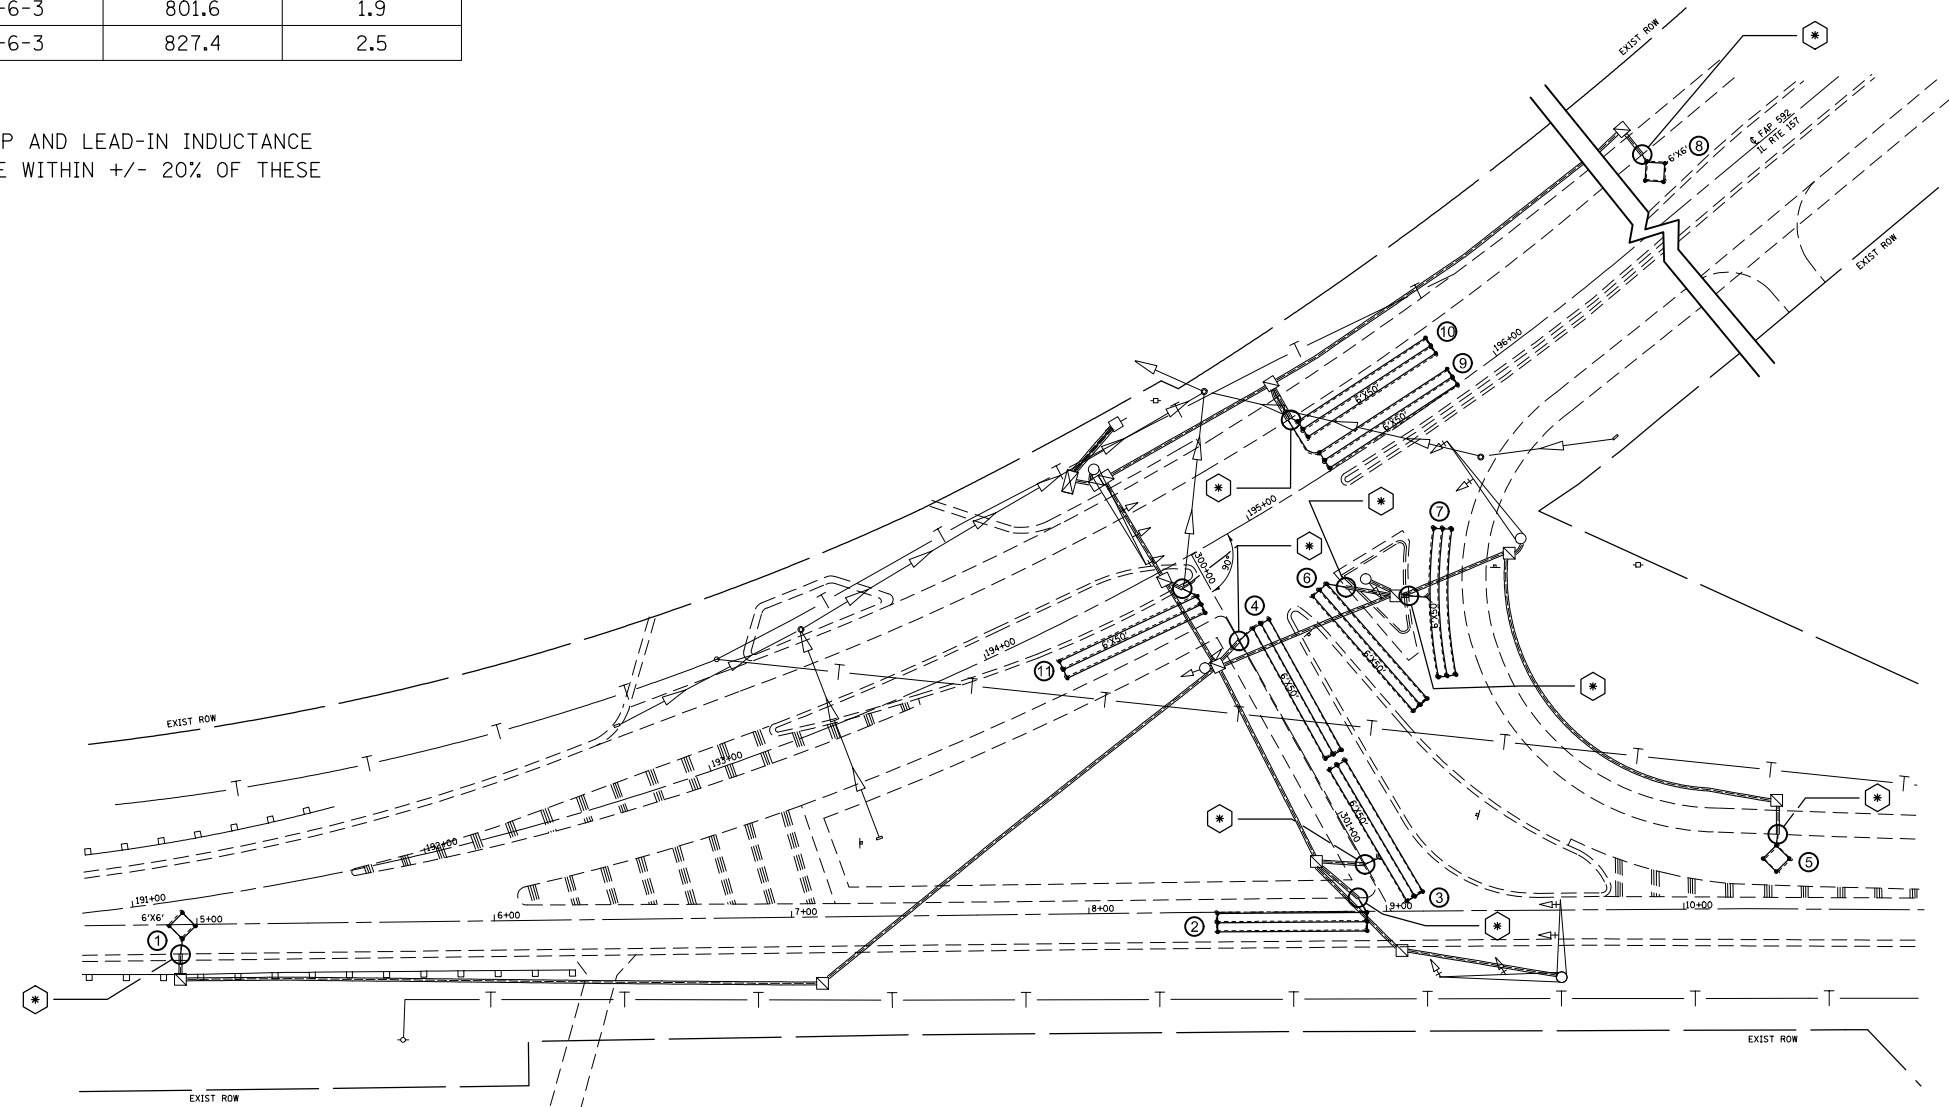 -6-3 801.6 1.9
-6-3 827.4 2.5
P AND LEAD-IN INDUCTANCE
E WITHIN +/- 20% OF THESE
EXIST ROW
*
6'X6' 8
℄ FAP 592
IL RTE 157
EXIST ROW
196+00
10
9
6'X50'
6'X50'
*
*
195+00
7
*
300+00
90°
6
4
6'X50'
6'X50'
11
194+00
6'X50'
6'X50'
*
EXIST ROW
193+00
*
*
6'X50'
301+00
192+00
5
191+00
6'X6'
5+00
6+00
7+00
8+00
9+00
10+00
3
2
*
1
*
EXIST ROW
EXIST ROW